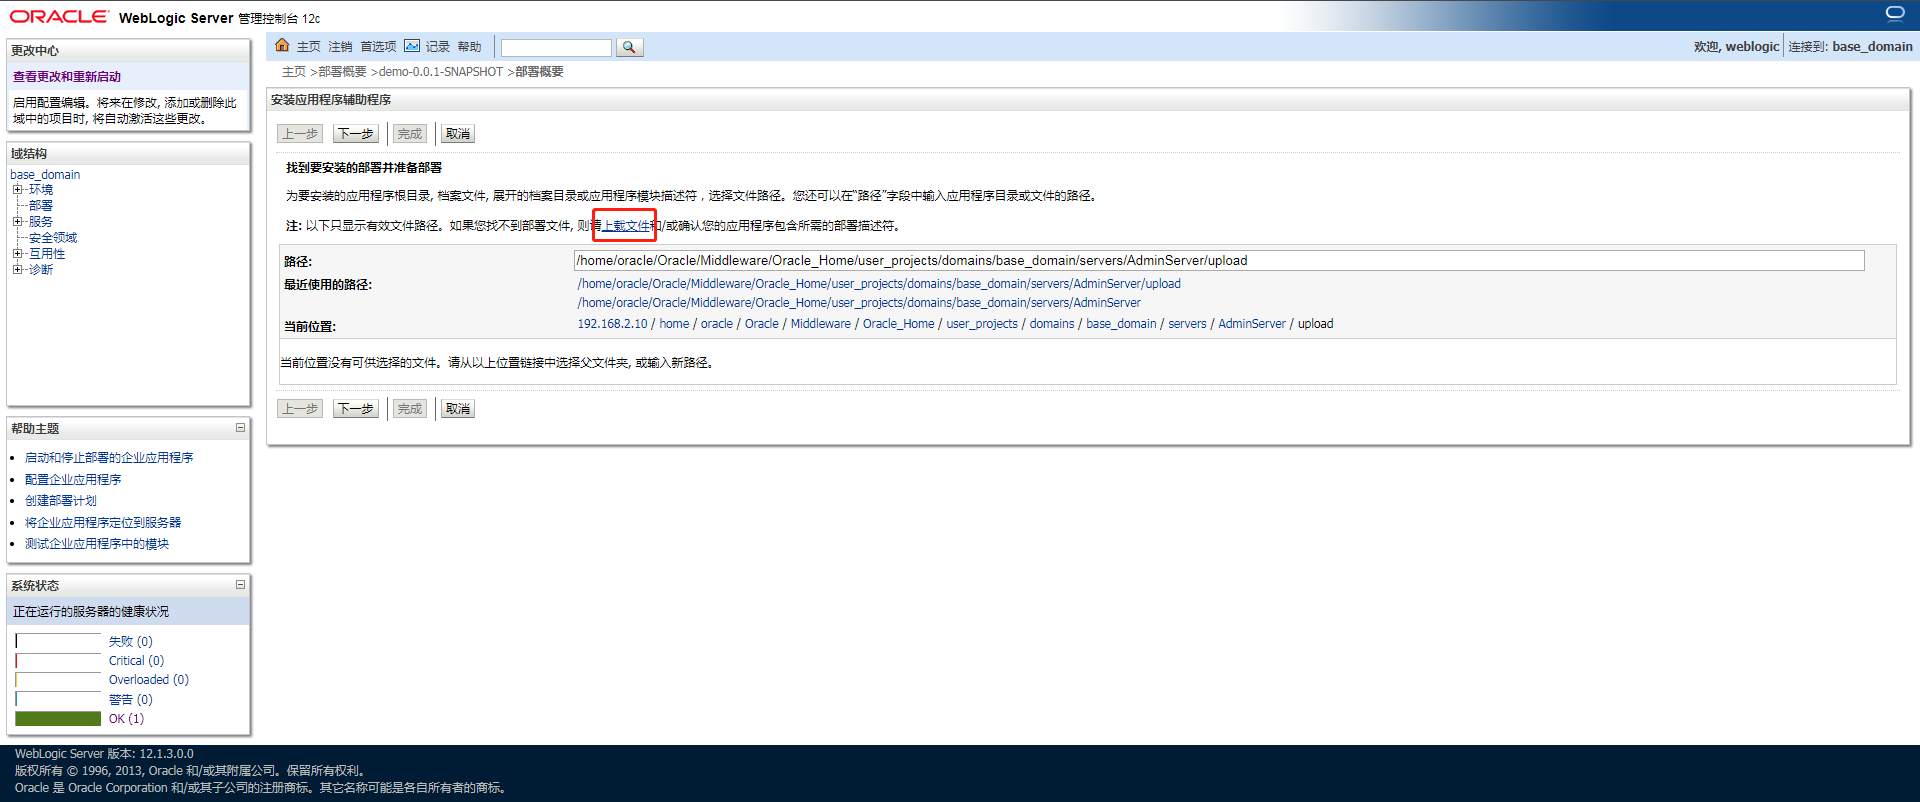 ORACLE WebLogic Server 管理控制台 12c
更改中心
查看更改和重新启动
启用配置编辑。将来在修改, 添加或删除此
域中的项目时, 将自动激活这些更改。
域结构
base_domain
环境
部署
服务
安全领域
互用性
诊断
帮助主题
启动和停止部署的企业应用程序
配置企业应用程序
创建部署计划
将企业应用程序定位到服务器
测试企业应用程序中的模块
系统状态
正在运行的服务器的健康状况
失败 (0)
Critical (0)
Overloaded (0)
警告 (0)
OK (1)
主页 注销 首选项 记录 帮助
欢迎, weblogic 连接到: base_domain
主页 >部署概要 >demo-0.0.1-SNAPSHOT >部署概要
安装应用程序辅助程序
上一步 下一步 完成 取消
找到要安装的部署并准备部署
为要安装的应用程序根目录, 档案文件, 展开的档案目录或应用程序模块描述符，选择文件路径。您还可以在“路径”字段中输入应用程序目录或文件的路径。
注: 以下只显示有效文件路径。如果您找不到部署文件, 则请上载文件和/或确认您的应用程序包含所需的部署描述符。
路径: /home/oracle/Oracle/Middleware/Oracle_Home/user_projects/domains/base_domain/servers/AdminServer/upload
最近使用的路径: /home/oracle/Oracle/Middleware/Oracle_Home/user_projects/domains/base_domain/servers/AdminServer/upload
/home/oracle/Oracle/Middleware/Oracle_Home/user_projects/domains/base_domain/servers/AdminServer
当前位置: 192.168.2.10 / home / oracle / Oracle / Middleware / Oracle_Home / user_projects / domains / base_domain / servers / AdminServer / upload
当前位置没有可供选择的文件。请从以上位置链接中选择父文件夹, 或输入新路径。
上一步 下一步 完成 取消
WebLogic Server 版本: 12.1.3.0.0
版权所有 © 1996, 2013, Oracle 和/或其附属公司。保留所有权利。
Oracle 是 Oracle Corporation 和/或其子公司的注册商标。其它名称可能是各自所有者的商标。